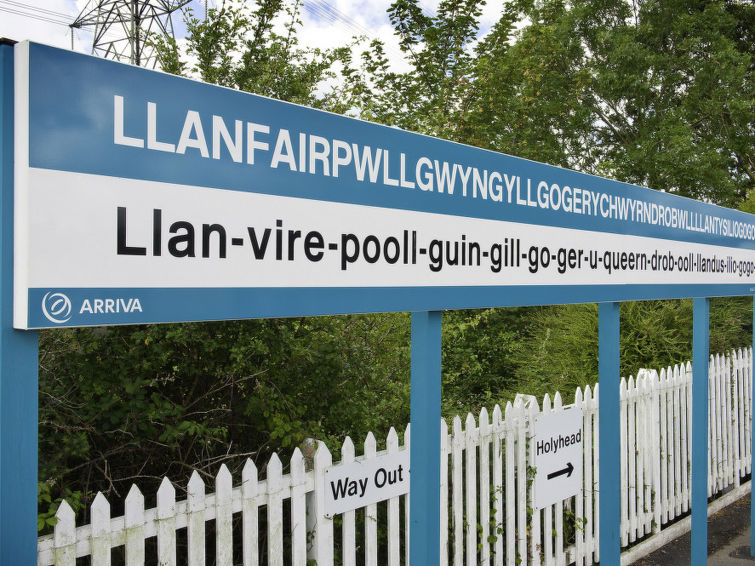 LLANFAIRPWLLGWYNGYLLGOGERYCHWYRNDROBWLLLLANTYSILIOGOGO
Llan-vire-pooll-guin-gill-go-ger-u-queern-drob-ooll-llandus-ilio-gogo-
ARRIVA
Way Out
Holyhead